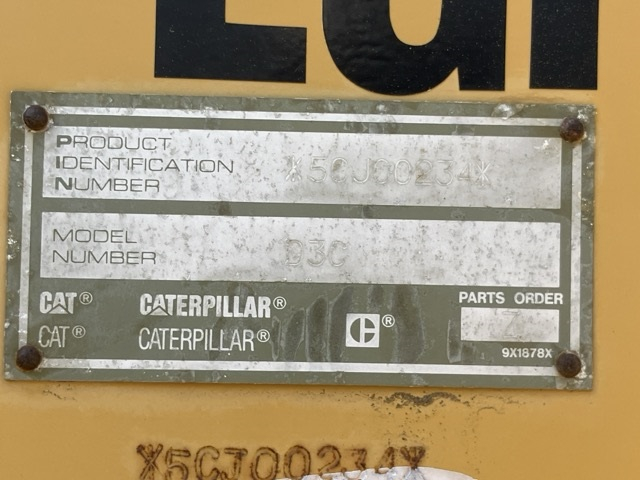 PRODUCT
IDENTIFICATION
NUMBER
X5CJ00234X
MODEL
NUMBER
D3C
CAT® CATERPILLAR®
CAT® CATERPILLAR® C®
PARTS ORDER
Z
9X1878X
X5CJ00234X